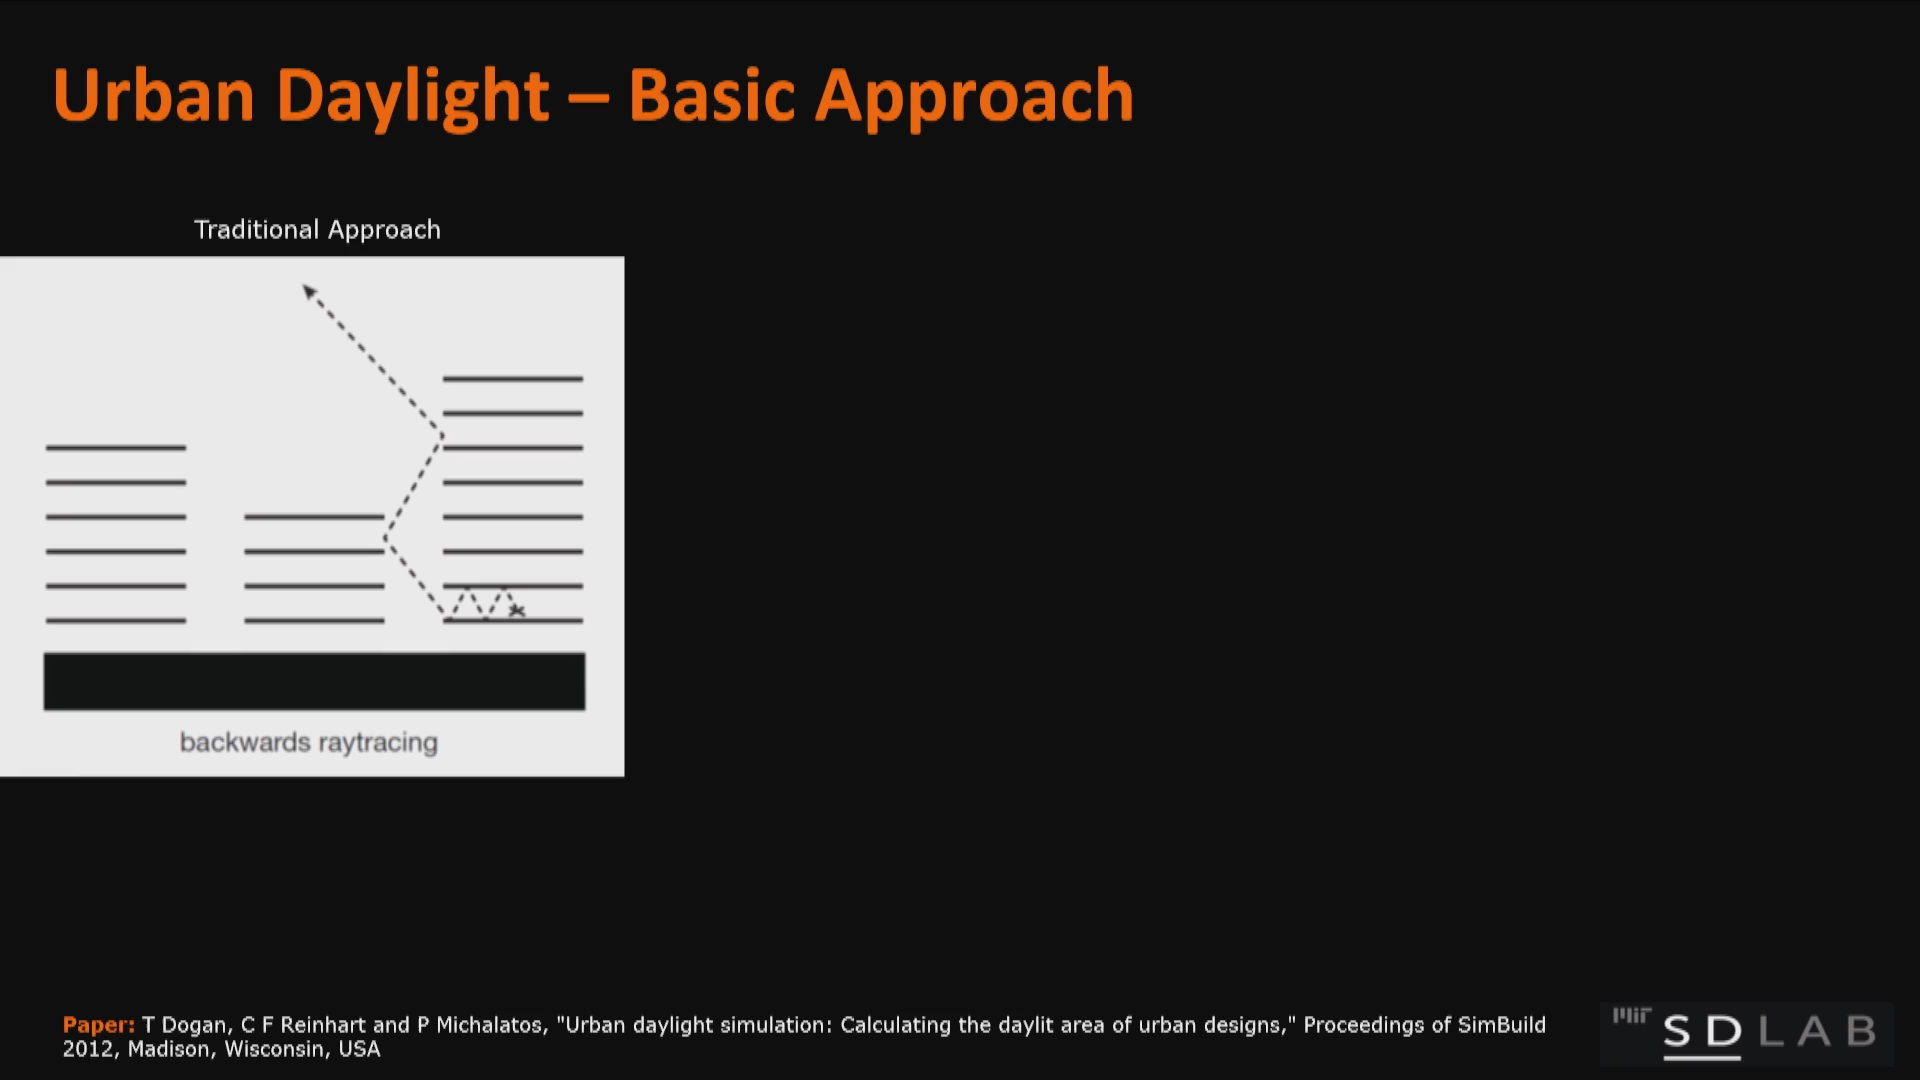 Urban Daylight – Basic Approach
Traditional Approach
backwards raytracing
Paper: T Dogan, C F Reinhart and P Michalatos, "Urban daylight simulation: Calculating the daylit area of urban designs," Proceedings of SimBuild
2012, Madison, Wisconsin, USA
MIT SDLAB